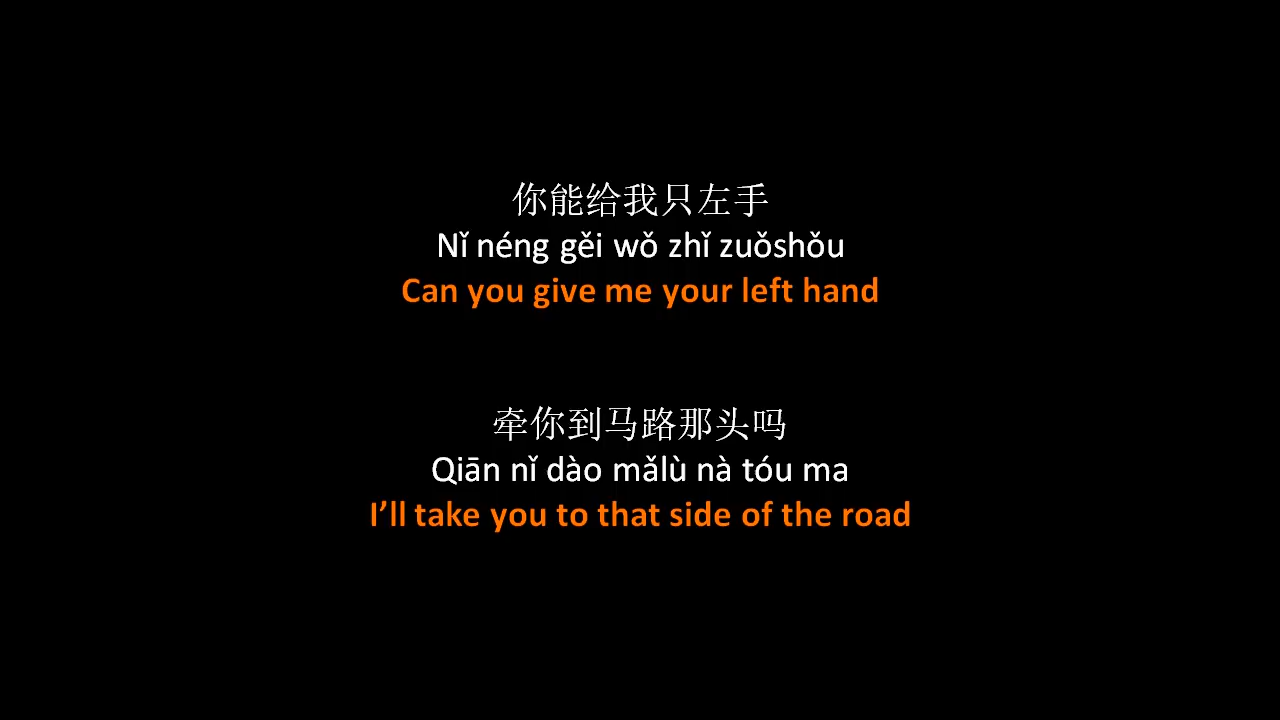 你能给我只左手
Nǐ néng gěi wǒ zhǐ zuǒshǒu
Can you give me your left hand
牵你到马路那头吗
Qiān nǐ dào mǎlù nà tóu ma
I’ll take you to that side of the road